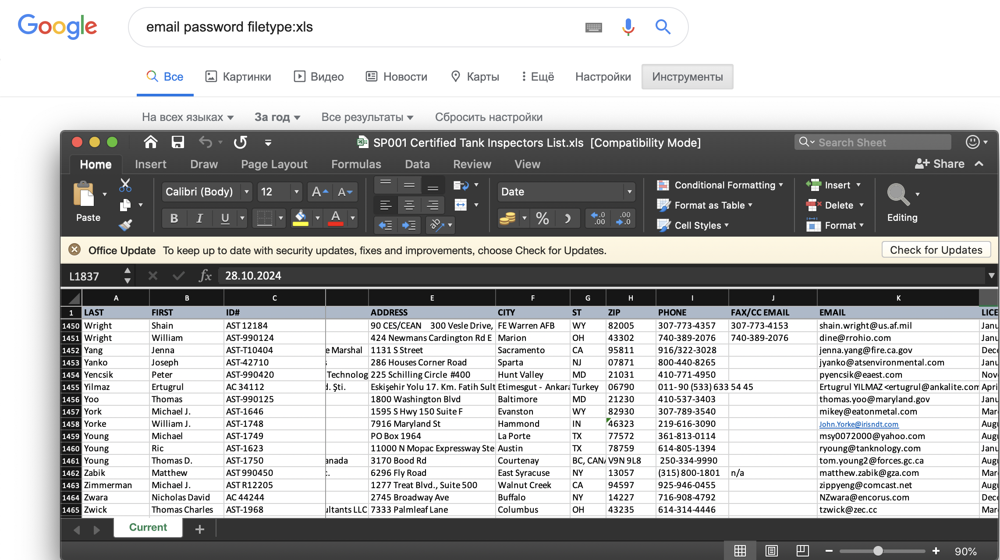 Google
email password filetype:xls
Все Картинки Видео Новости Карты Ещё Настройки Инструменты
На всех языках За год Все результаты Сбросить настройки
SP001 Certified Tank Inspectors List.xls [Compatibility Mode]
Search Sheet
Home Insert Draw Page Layout Formulas Data Review View Share
Paste
Calibri (Body) 12
Date
Conditional Formatting
Format as Table
Cell Styles
Insert
Delete
Format
Editing
Office Update To keep up to date with security updates, fixes and improvements, choose Check for Updates. Check for Updates
L1837 fx 28.10.2024
A B C E F G H I J K
1 LAST FIRST ID# ADDRESS CITY ST ZIP PHONE FAX/CC EMAIL EMAIL LICE
1450 Wright Shain AST 12184 90 CES/CEAN 300 Vesle Drive, FE Warren AFB WY 82005 307-773-4357 307-773-4153 shain.wright@us.af.mil Janu
1451 Wright William AST-990124 424 Newmans Cardington Rd E Marion OH 43302 740-389-2076 740-389-2076 dine@rrohio.com Janu
1452 Yang Jenna AST-T10404 e Marshal 1131 S Street Sacramento CA 95811 916/322-3028 jenna.yang@fire.ca.gov Dece
1453 Yanko Joseph AST-42710 286 Houses Corner Road Sparta NJ 07871 800-440-8265 jyanko@atsenvironmental.com Janu
1454 Yencsik Peter AST-990420 Technolog 225 Schilling Circle #400 Hunt Valley MD 21031 410-771-4950 pyencsik@eaest.com Nov
1455 Yilmaz Ertugrul AC 34112 d. Şti. Eskişehir Yolu 17. Km. Fatih Sult Etimesgut - Ankara Turkey 06790 011- 90 (533) 633 54 45 Ertugrul YILMAZ <ertugrul@ankalite.com Apri
1456 Yoo Thomas AST-990125 1800 Washington Blvd Baltimore MD 21230 410-537-3403 thomas.yoo@maryland.gov Janu
1457 York Michael J. AST-1646 1595 S Hwy 150 Suite F Evanston WY 82930 307-789-3540 mikey@eatonmetal.com Mar
1458 Yorke William J. AST-1748 7916 Maryland St Hammond IN 46323 219-616-3090 John.Yorke@irisndt.com Augu
1459 Young Michael AST-1749 PO Box 1964 La Porte TX 77572 361-813-0114 msy0072000@yahoo.com Augu
1460 Young Ric AST-1623 11000 N Mopac Expressway Ste Austin TX 78759 614-805-1394 ryoung@tanknology.com Janu
1461 Young Thomas D. AST-1750 anada 3170 Bood Rd Courtenay BC, CANA V9N 9L8 250-334-9990 tom.young2@forces.gc.ca Augu
1462 Zabik Matthew AST 990450 c. 6296 Fly Road East Syracuse NY 13057 (315) 800-1801 n/a matthew.zabik@gza.com Mar
1463 Zimmerman Michael J. AST R12205 1277 Treat Blvd., Suite 500 Walnut Creek CA 94597 925-946-0455 zippyeng@comcast.net Augu
1464 Zwara Nicholas David AC 44244 2745 Broadway Ave Buffalo NY 14227 716-908-4792 NZwara@encorus.com Dece
1465 Zwick Thomas Charles AST-1968 ultants LLC 7333 Palmleaf Lane Columbus OH 43235 614-314-4446 tzwick@zec.cc Mar
Current
90%